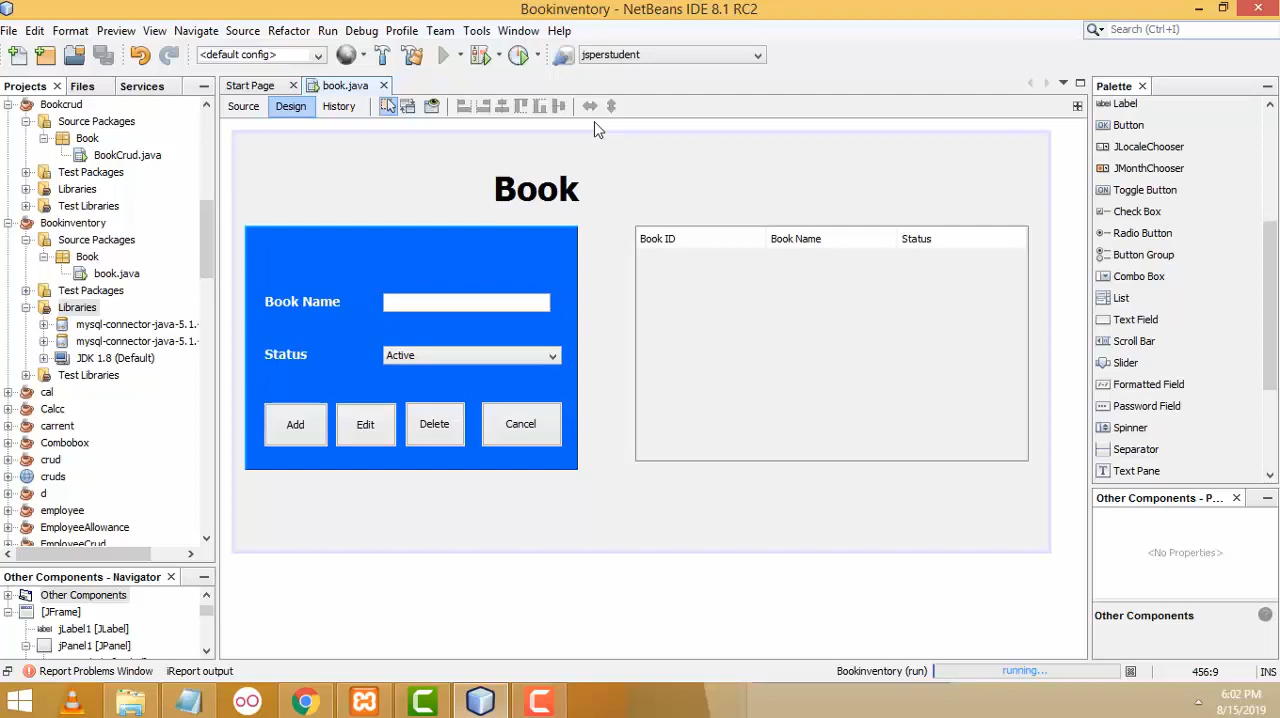 Bookinventory - NetBeans IDE 8.1 RC2
File Edit Format Preview View Navigate Source Refactor Run Debug Profile Team Tools Window Help
Search (Ctrl+I)
<default config>
jsperstudent
Projects Files Services
Start Page book.java
Palette
Source Design History
Bookcrud
Source Packages
Book
BookCrud.java
Test Packages
Libraries
Test Libraries
Bookinventory
Source Packages
Book
book.java
Test Packages
Libraries
mysql-connector-java-5.1.
mysql-connector-java-5.1.
JDK 1.8 (Default)
Test Libraries
cal
Calcc
carrent
Combobox
crud
cruds
d
employee
EmployeeAllowance
EmployeeCrud
Book
Book Name
Status
Active
Add Edit Delete Cancel
Book ID Book Name Status
Label
Button
JLocaleChooser
JMonthChooser
Toggle Button
Check Box
Radio Button
Button Group
Combo Box
List
Text Field
Scroll Bar
Slider
Formatted Field
Password Field
Spinner
Separator
Text Pane
Other Components - P...
<No Properties>
Other Components
Other Components - Navigator
Other Components
[JFrame]
jLabel1 [JLabel]
jPanel1 [JPanel]
Report Problems Window iReport output
Bookinventory (run) running...
456:9 INS
6:02 PM
8/15/2019